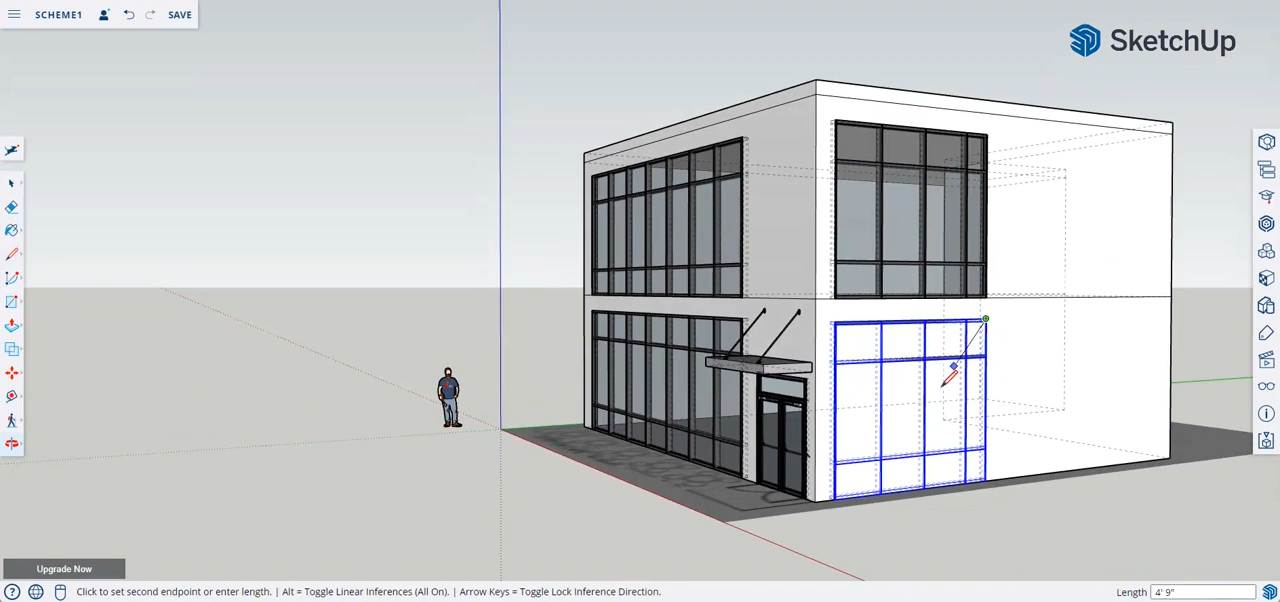 SCHEME1
SAVE
SketchUp
Upgrade Now
Click to set second endpoint or enter length. | Alt = Toggle Linear Inferences (All On). | Arrow Keys = Toggle Lock Inference Direction.
Length
4' 9"